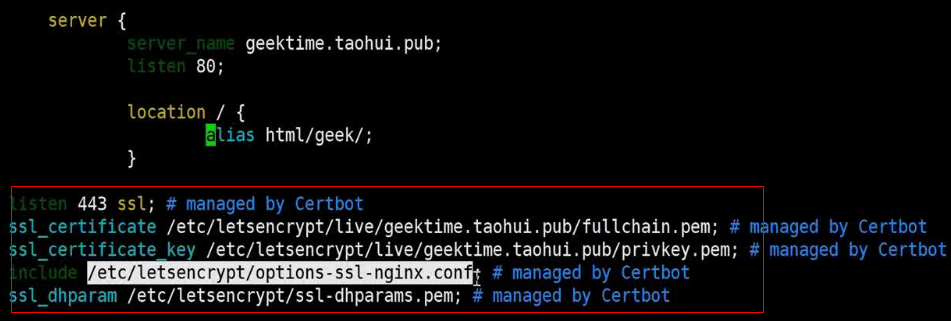 server {
server_name geektime.taohui.pub;
listen 80;
location / {
alias html/geek/;
}
listen 443 ssl; # managed by Certbot
ssl_certificate /etc/letsencrypt/live/geektime.taohui.pub/fullchain.pem; # managed by Certbot
ssl_certificate_key /etc/letsencrypt/live/geektime.taohui.pub/privkey.pem; # managed by Certbot
include /etc/letsencrypt/options-ssl-nginx.conf; # managed by Certbot
ssl_dhparam /etc/letsencrypt/ssl-dhparams.pem; # managed by Certbot